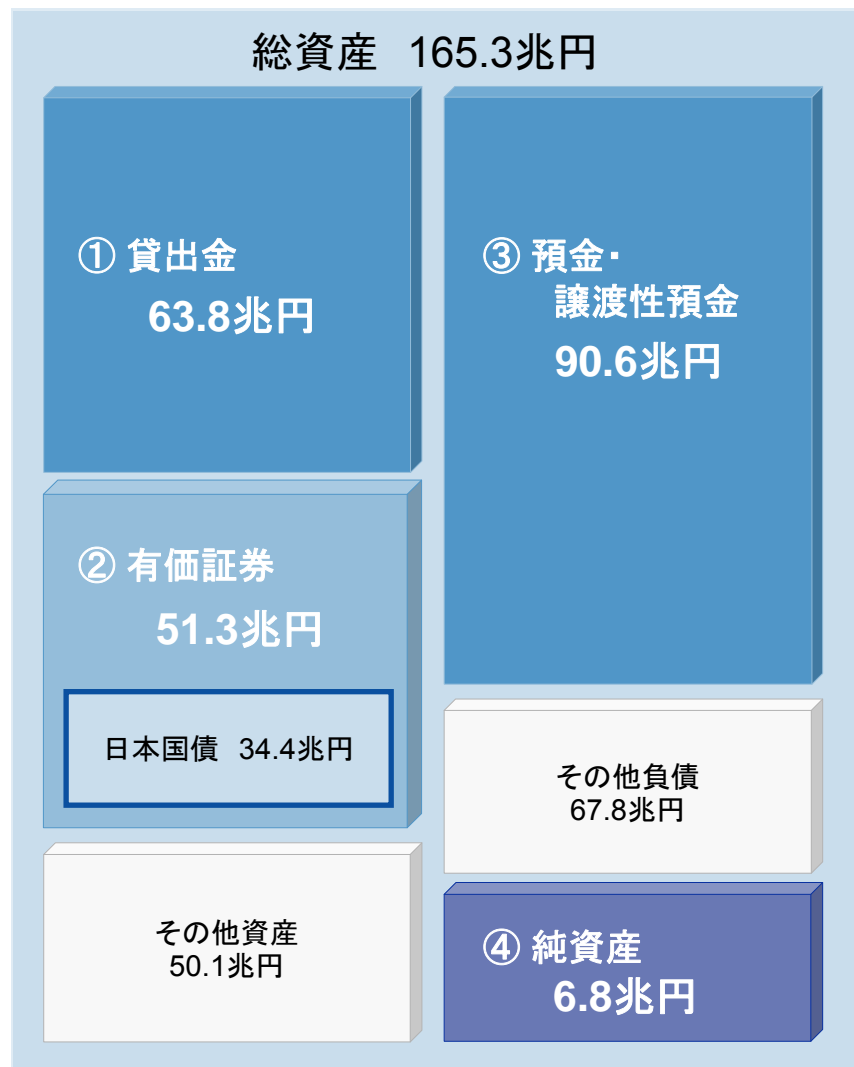 総資産　165.3兆円
① 貸出金
63.8兆円
② 有価証券
51.3兆円
日本国債　34.4兆円
その他資産
50.1兆円
③ 預金・
譲渡性預金
90.6兆円
その他負債
67.8兆円
④ 純資産
6.8兆円